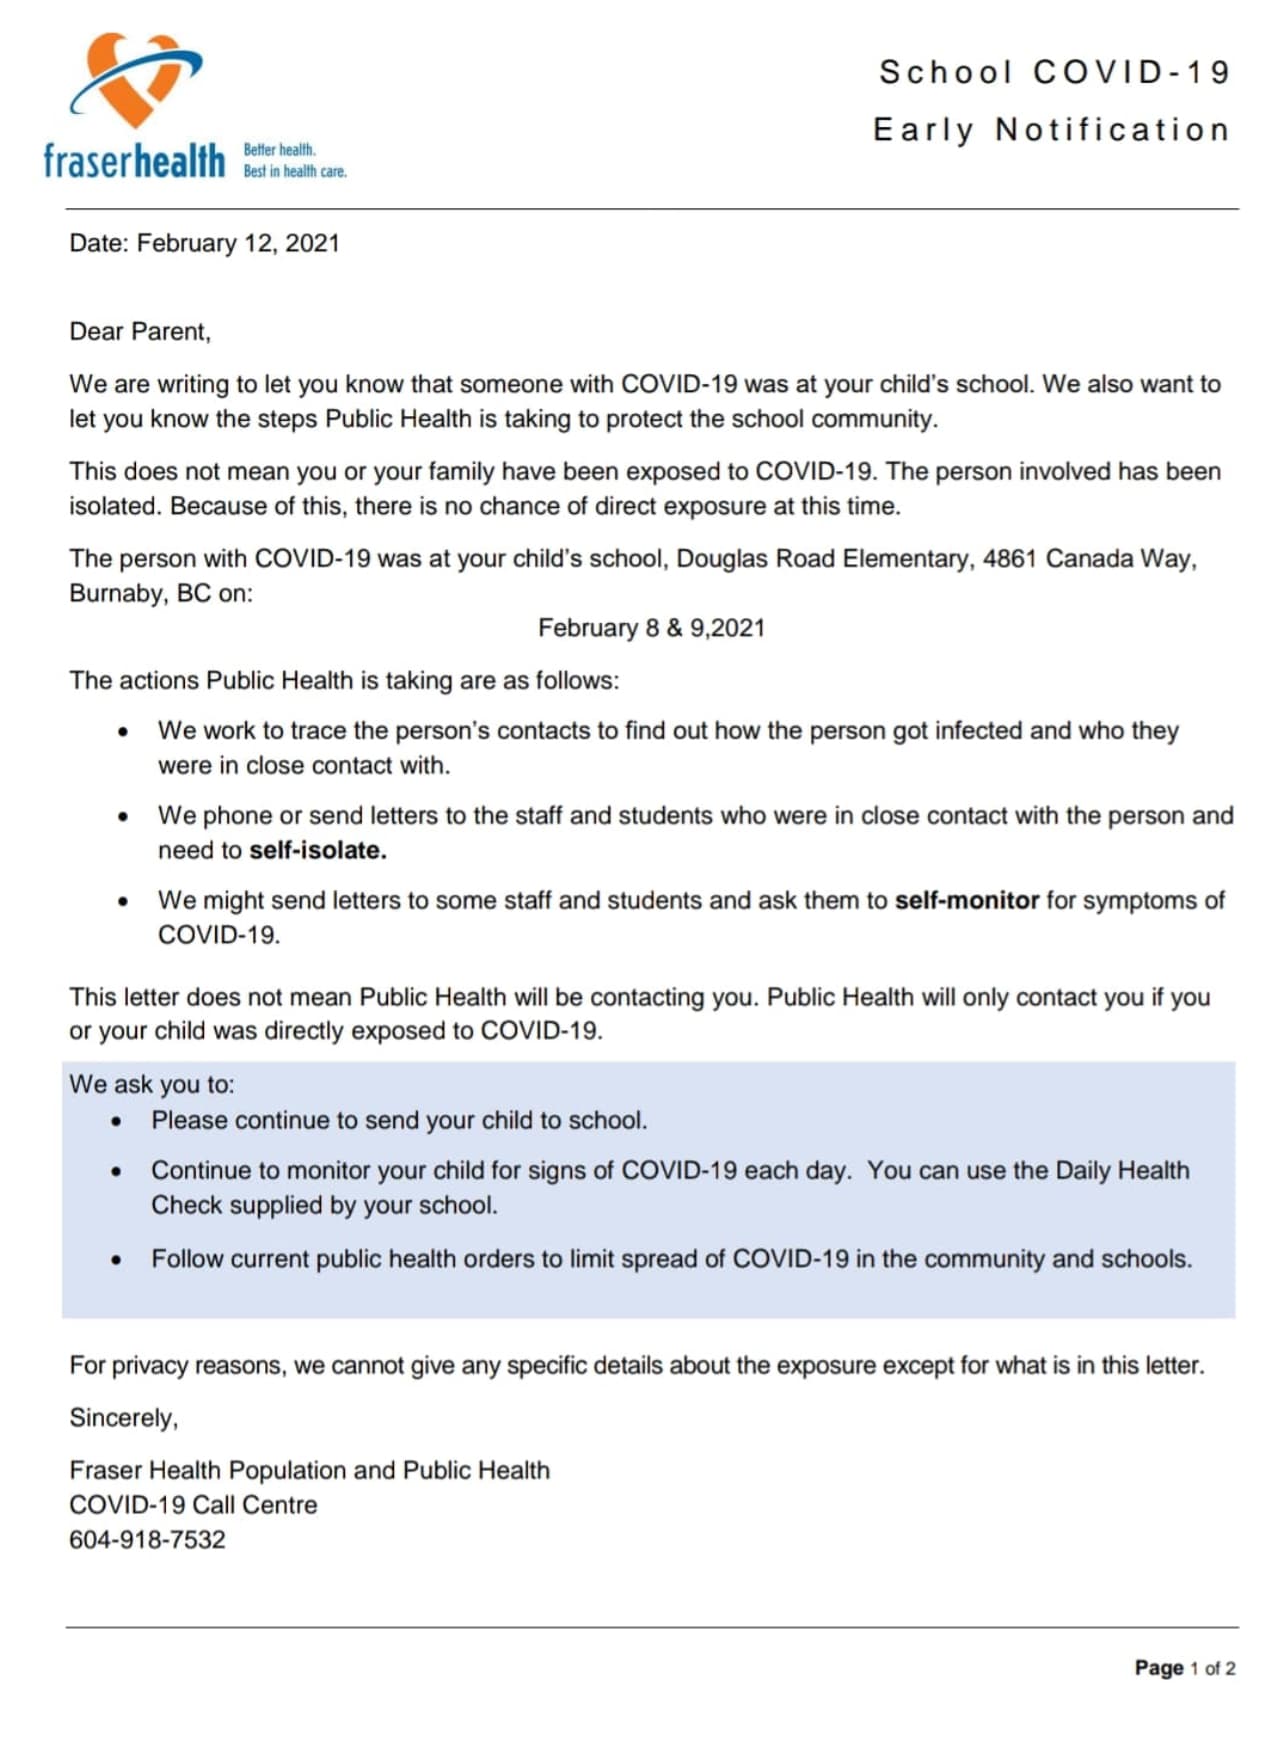 School COVID-19
Early Notification
fraserhealth
Better health.
Best in health care.
Date: February 12, 2021
Dear Parent,
We are writing to let you know that someone with COVID-19 was at your child's school. We also want to
let you know the steps Public Health is taking to protect the school community.
This does not mean you or your family have been exposed to COVID-19. The person involved has been
isolated. Because of this, there is no chance of direct exposure at this time.
The person with COVID-19 was at your child's school, Douglas Road Elementary, 4861 Canada Way,
Burnaby, BC on:
February 8 & 9,2021
The actions Public Health is taking are as follows:
• We work to trace the person's contacts to find out how the person got infected and who they
were in close contact with.
• We phone or send letters to the staff and students who were in close contact with the person and
need to self-isolate.
• We might send letters to some staff and students and ask them to self-monitor for symptoms of
COVID-19.
This letter does not mean Public Health will be contacting you. Public Health will only contact you if you
or your child was directly exposed to COVID-19.
We ask you to:
• Please continue to send your child to school.
• Continue to monitor your child for signs of COVID-19 each day. You can use the Daily Health
Check supplied by your school.
• Follow current public health orders to limit spread of COVID-19 in the community and schools.
For privacy reasons, we cannot give any specific details about the exposure except for what is in this letter.
Sincerely,
Fraser Health Population and Public Health
COVID-19 Call Centre
604-918-7532
Page 1 of 2